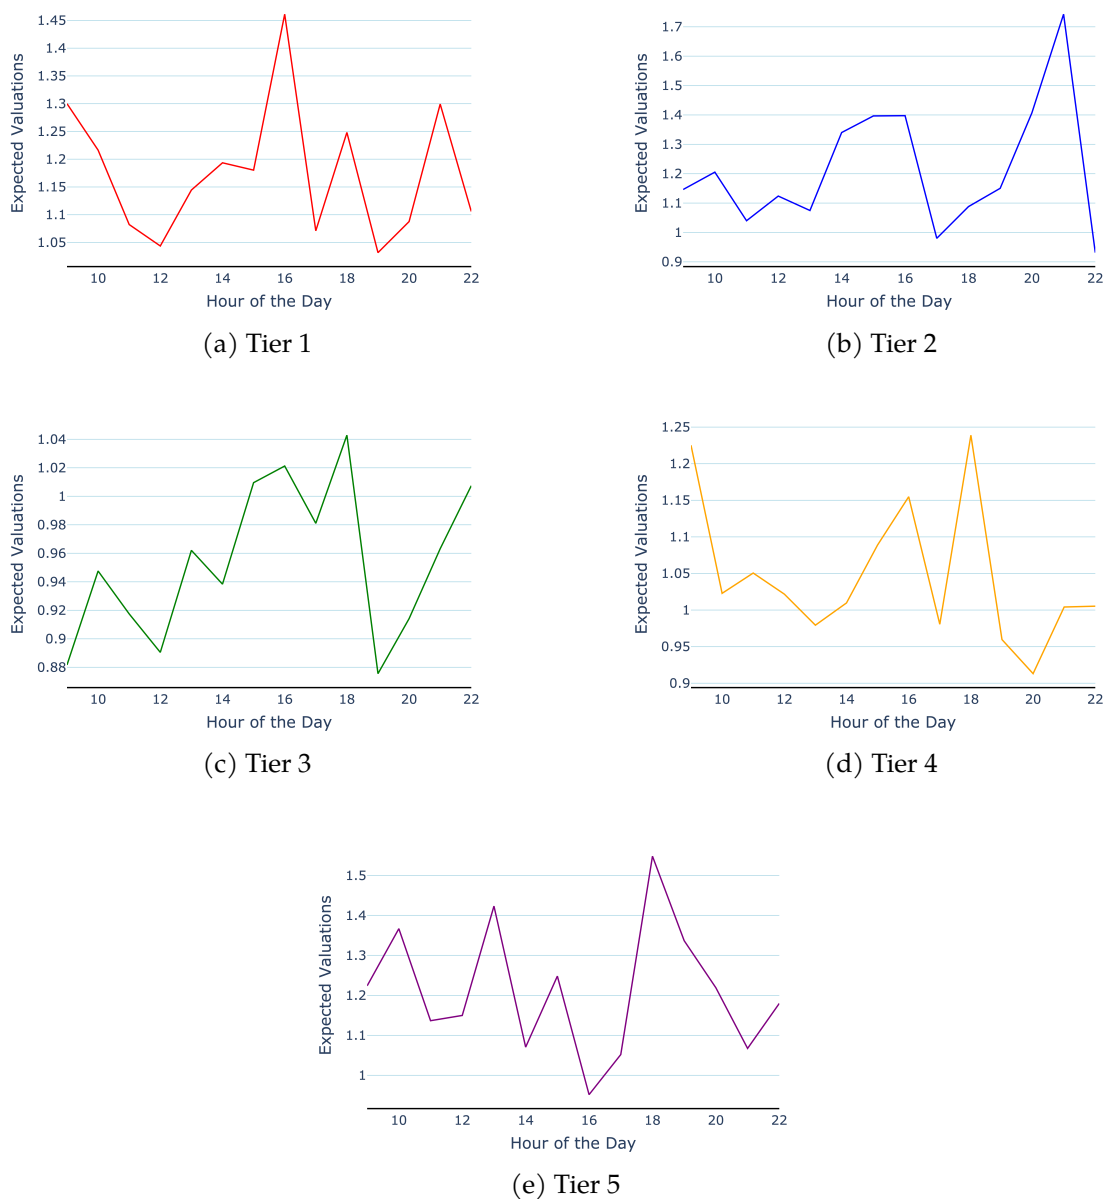 1.45
1.4
1.35
1.3
1.25
1.2
1.15
1.1
1.05
Expected Valuations
10 12 14 16 18 20 22
Hour of the Day
(a) Tier 1
1.7
1.6
1.5
1.4
1.3
1.2
1.1
1
0.9
Expected Valuations
10 12 14 16 18 20 22
Hour of the Day
(b) Tier 2
1.04
1.02
1
0.98
0.96
0.94
0.92
0.9
0.88
Expected Valuations
10 12 14 16 18 20 22
Hour of the Day
(c) Tier 3
1.25
1.2
1.15
1.1
1.05
1
0.95
0.9
Expected Valuations
10 12 14 16 18 20 22
Hour of the Day
(d) Tier 4
1.5
1.4
1.3
1.2
1.1
1
Expected Valuations
10 12 14 16 18 20 22
Hour of the Day
(e) Tier 5